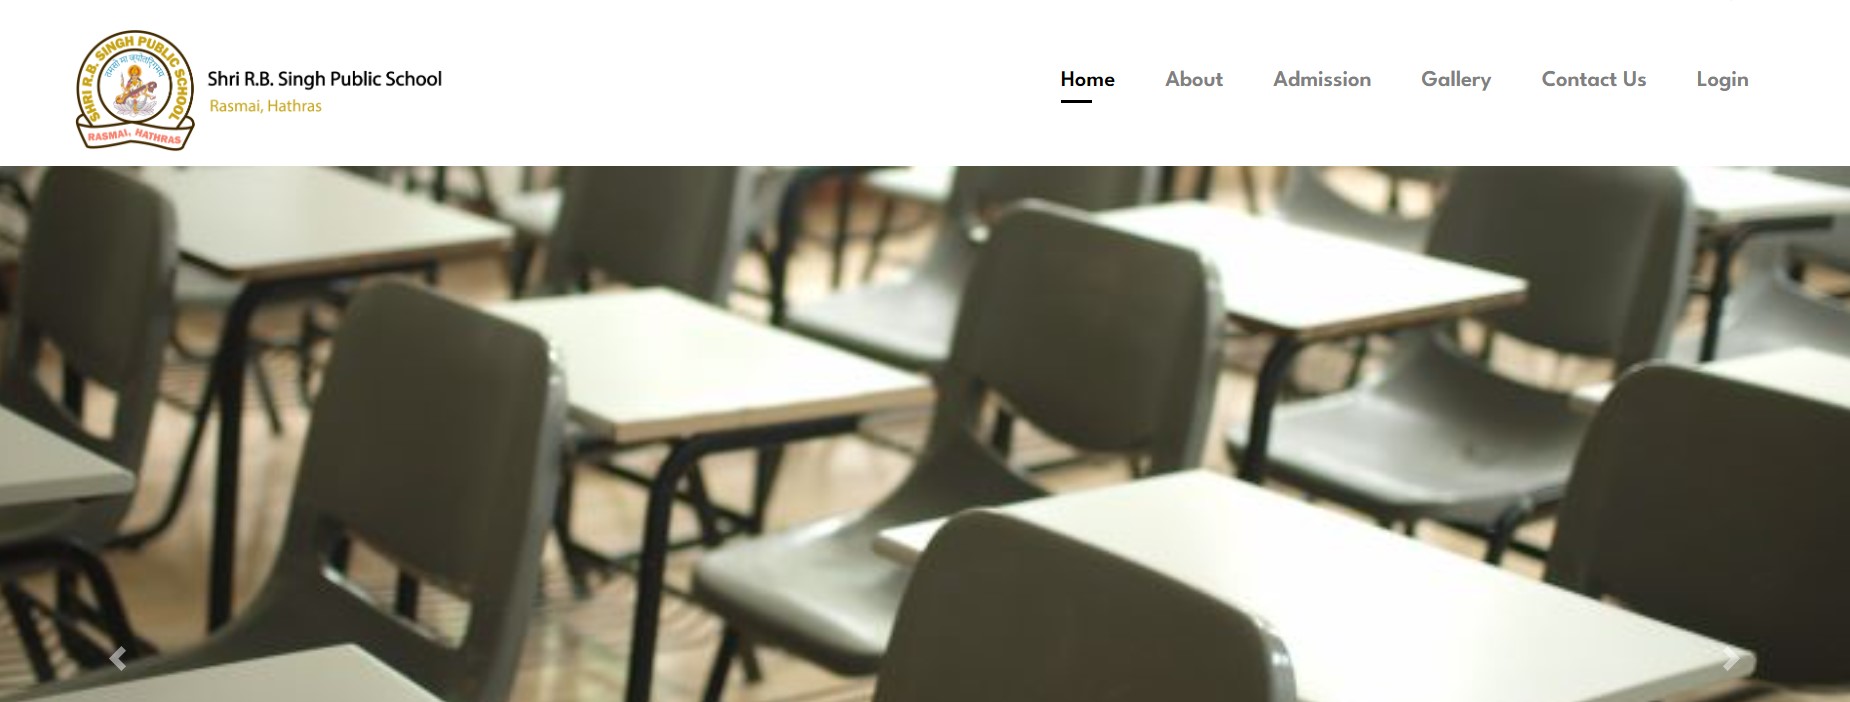 SHRI R.B. SINGH PUBLIC SCHOOL
तमसो मा ज्योतिर्गमय
RASMAI, HATHRAS
Shri R.B. Singh Public School
Rasmai, Hathras
Home About Admission Gallery Contact Us Login